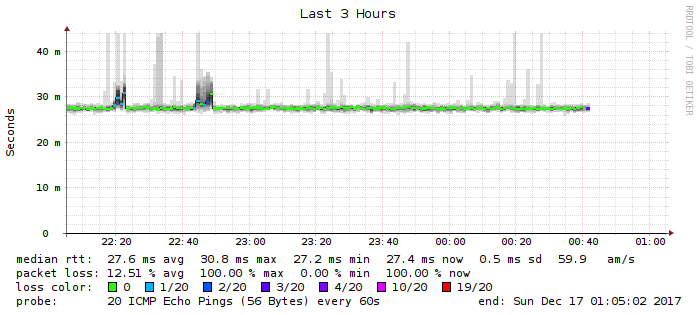 Last 3 Hours
RRDTOOL / TOBI OETIKER
Seconds
40 m
30 m
20 m
10 m
0
22:20 22:40 23:00 23:20 23:40 00:00 00:20 00:40 01:00
median rtt: 27.6 ms avg 30.8 ms max 27.2 ms min 27.4 ms now 0.5 ms sd 59.9 am/s
packet loss: 12.51 % avg 100.00 % max 0.00 % min 100.00 % now
loss color: 0 1/20 2/20 3/20 4/20 10/20 19/20
probe: 20 ICMP Echo Pings (56 Bytes) every 60s end: Sun Dec 17 01:05:02 2017